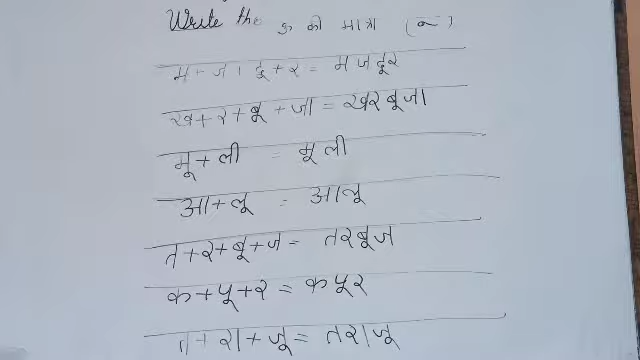 Write the ऊ की मात्रा (ू)
म + ज + दू + र = मजदूर
ख + र + बू + जा = खरबूजा
मू + ली = मूली
आ + लू = आलू
त + र + बू + ज = तरबूज
क + पू + र = कपूर
त + रा + जू = तराजू